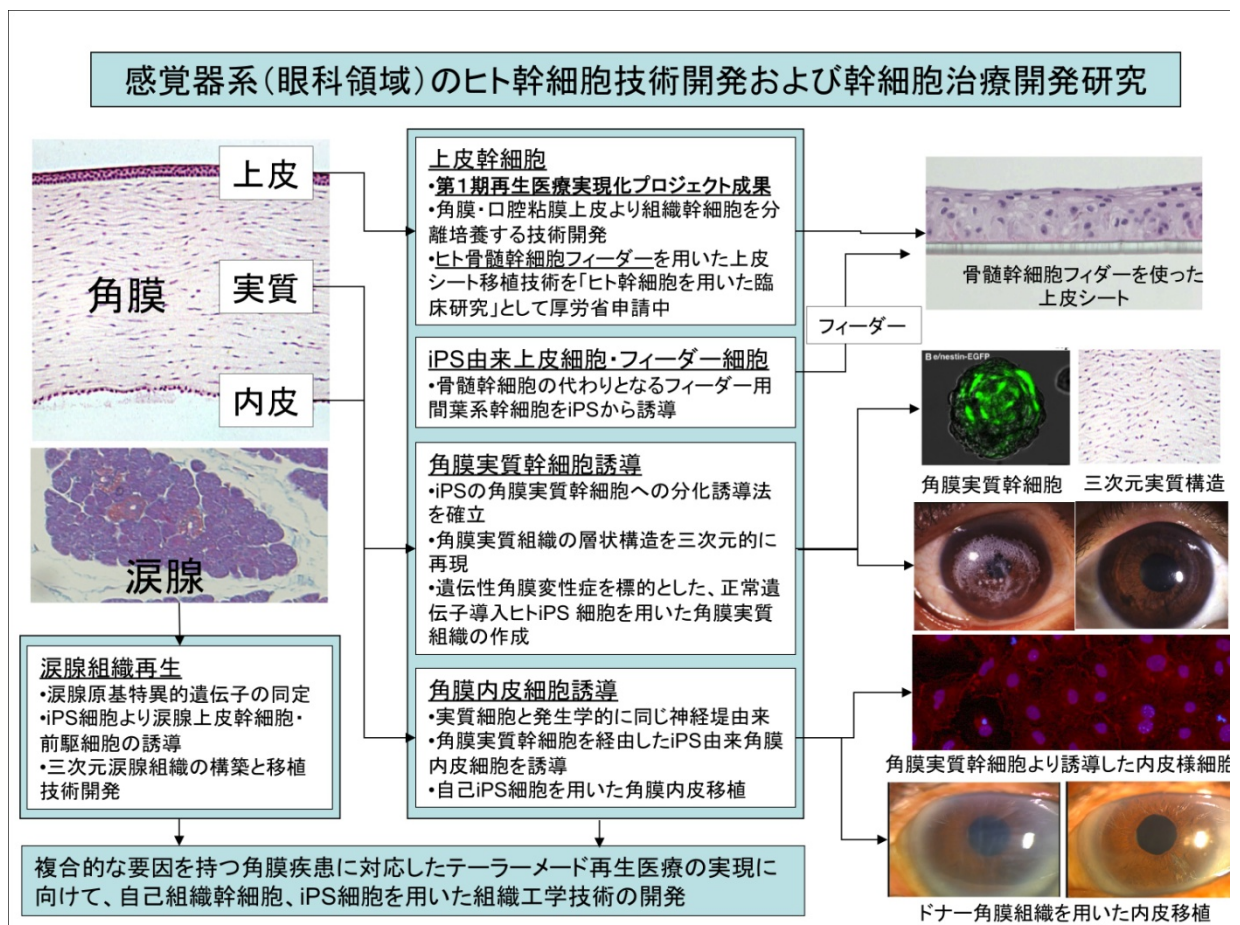 感覚器系（眼科領域）のヒト幹細胞技術開発および幹細胞治療開発研究
上皮
角膜
実質
内皮
涙腺
涙腺組織再生
•涙腺原基特異的遺伝子の同定
•iPS細胞より涙腺上皮幹細胞・
前駆細胞の誘導
•三次元涙腺組織の構築と移植
技術開発
上皮幹細胞
•第1期再生医療実現化プロジェクト成果
•角膜・口腔粘膜上皮より組織幹細胞を分
離培養する技術開発
•ヒト骨髄幹細胞フィーダーを用いた上皮
シート移植技術を「ヒト幹細胞を用いた臨
床研究」として厚労省申請中
iPS由来上皮細胞・フィーダー細胞
•骨髄幹細胞の代わりとなるフィーダー用
間葉系幹細胞をiPSから誘導
角膜実質幹細胞誘導
•iPSの角膜実質幹細胞への分化誘導法
を確立
•角膜実質組織の層状構造を三次元的に
再現
•遺伝性角膜変性症を標的とした、正常遺
伝子導入ヒトiPS 細胞を用いた角膜実質
組織の作成
角膜内皮細胞誘導
•実質細胞と発生学的に同じ神経堤由来
•角膜実質幹細胞を経由したiPS由来角膜
内皮細胞を誘導
•自己iPS細胞を用いた角膜内皮移植
フィーダー
骨髄幹細胞フィダーを使った
上皮シート
B e/nestin-EGFP
角膜実質幹細胞
三次元実質構造
角膜実質幹細胞より誘導した内皮様細胞
ドナー角膜組織を用いた内皮移植
複合的な要因を持つ角膜疾患に対応したテーラーメード再生医療の実現に
向けて、自己組織幹細胞、iPS細胞を用いた組織工学技術の開発